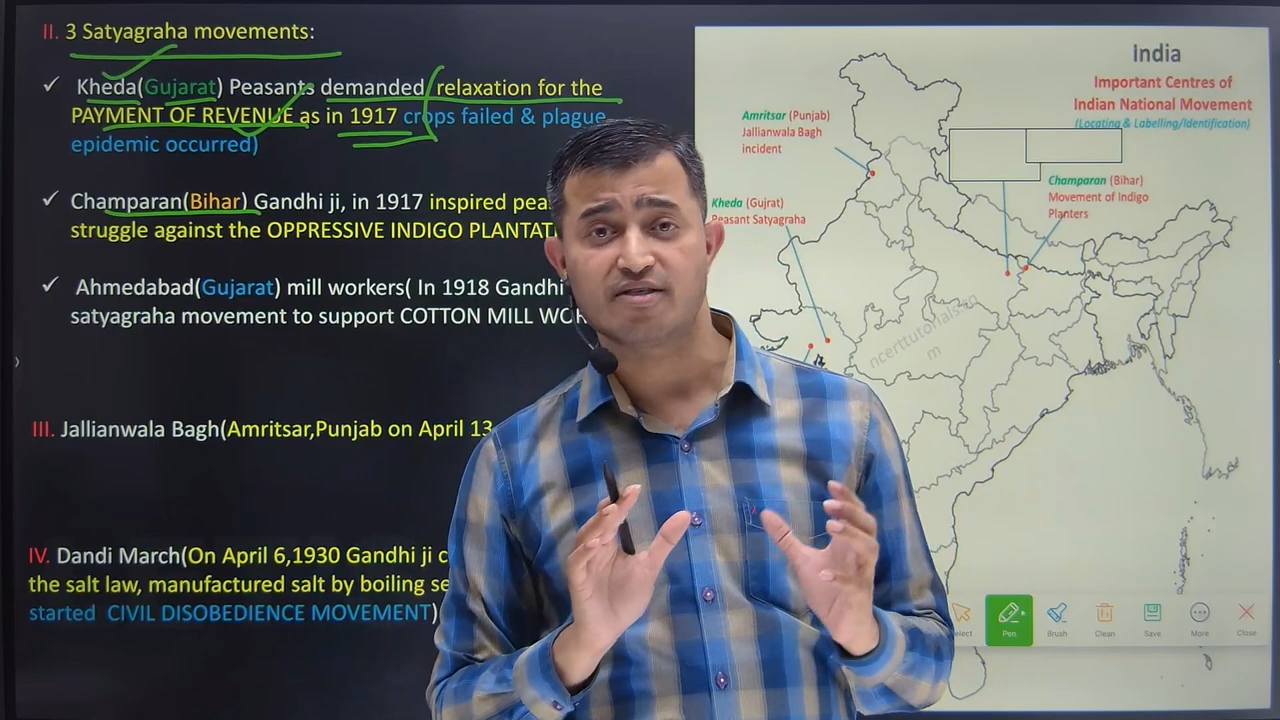 II. 3 Satyagraha movements:
✓ Kheda(Gujarat) Peasants demanded relaxation for the
PAYMENT OF REVENUE as in 1917 crops failed & plague
epidemic occurred)
✓ Champaran(Bihar) Gandhi ji, in 1917 inspired
struggle against the OPPRESSIVE INDIGO
✓ Ahmedabad(Gujarat) mill workers( In 1918 Gandhi
satyagraha movement to support COTTON MILL
III. Jallianwala Bagh(Amritsar,Punjab on April 13
IV. Dandi March(On April 6,1930 Gandhi ji
the salt law, manufactured salt by boiling
started CIVIL DISOBEDIENCE MOVEMENT)
India
Important Centres of
Indian National Movement
(Locating & Labelling/Identification)
Amritsar (Punjab)
Jallianwala Bagh
incident
Champaran (Bihar)
Movement of Indigo
Planters
Kheda (Gujrat)
Peasant Satyagraha
ncerttutorials.co
m
Pen
Brush
Clean
Save
More
Close